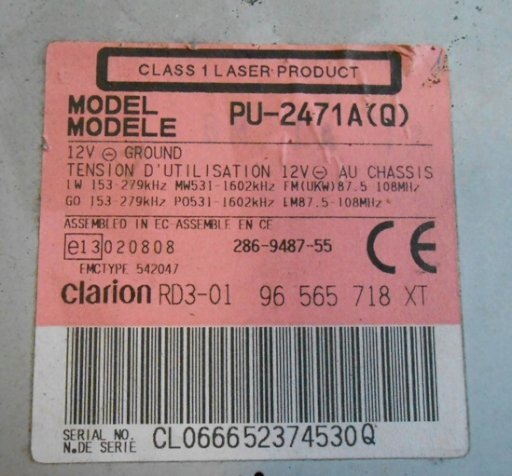 CLASS 1 LASER PRODUCT
MODEL
MODELE
PU-2471A(Q)
12V ⊖ GROUND
TENSION D'UTILISATION 12V ⊖ AU CHASSIS
LW 153-279kHz MW531-1602kHz FM(UKW)87.5-108MHz
GO 153-279kHz PO531-1602kHz LM87.5-108MHz
ASSEMBLED IN EC-ASSEMBLE EN CE
e13 020808 286-9487-55 CE
EMCTYPE 542047
clarion RD3-01 96 565 718 XT
SERIAL NO.
N.DE SERIE
CL066652374530Q